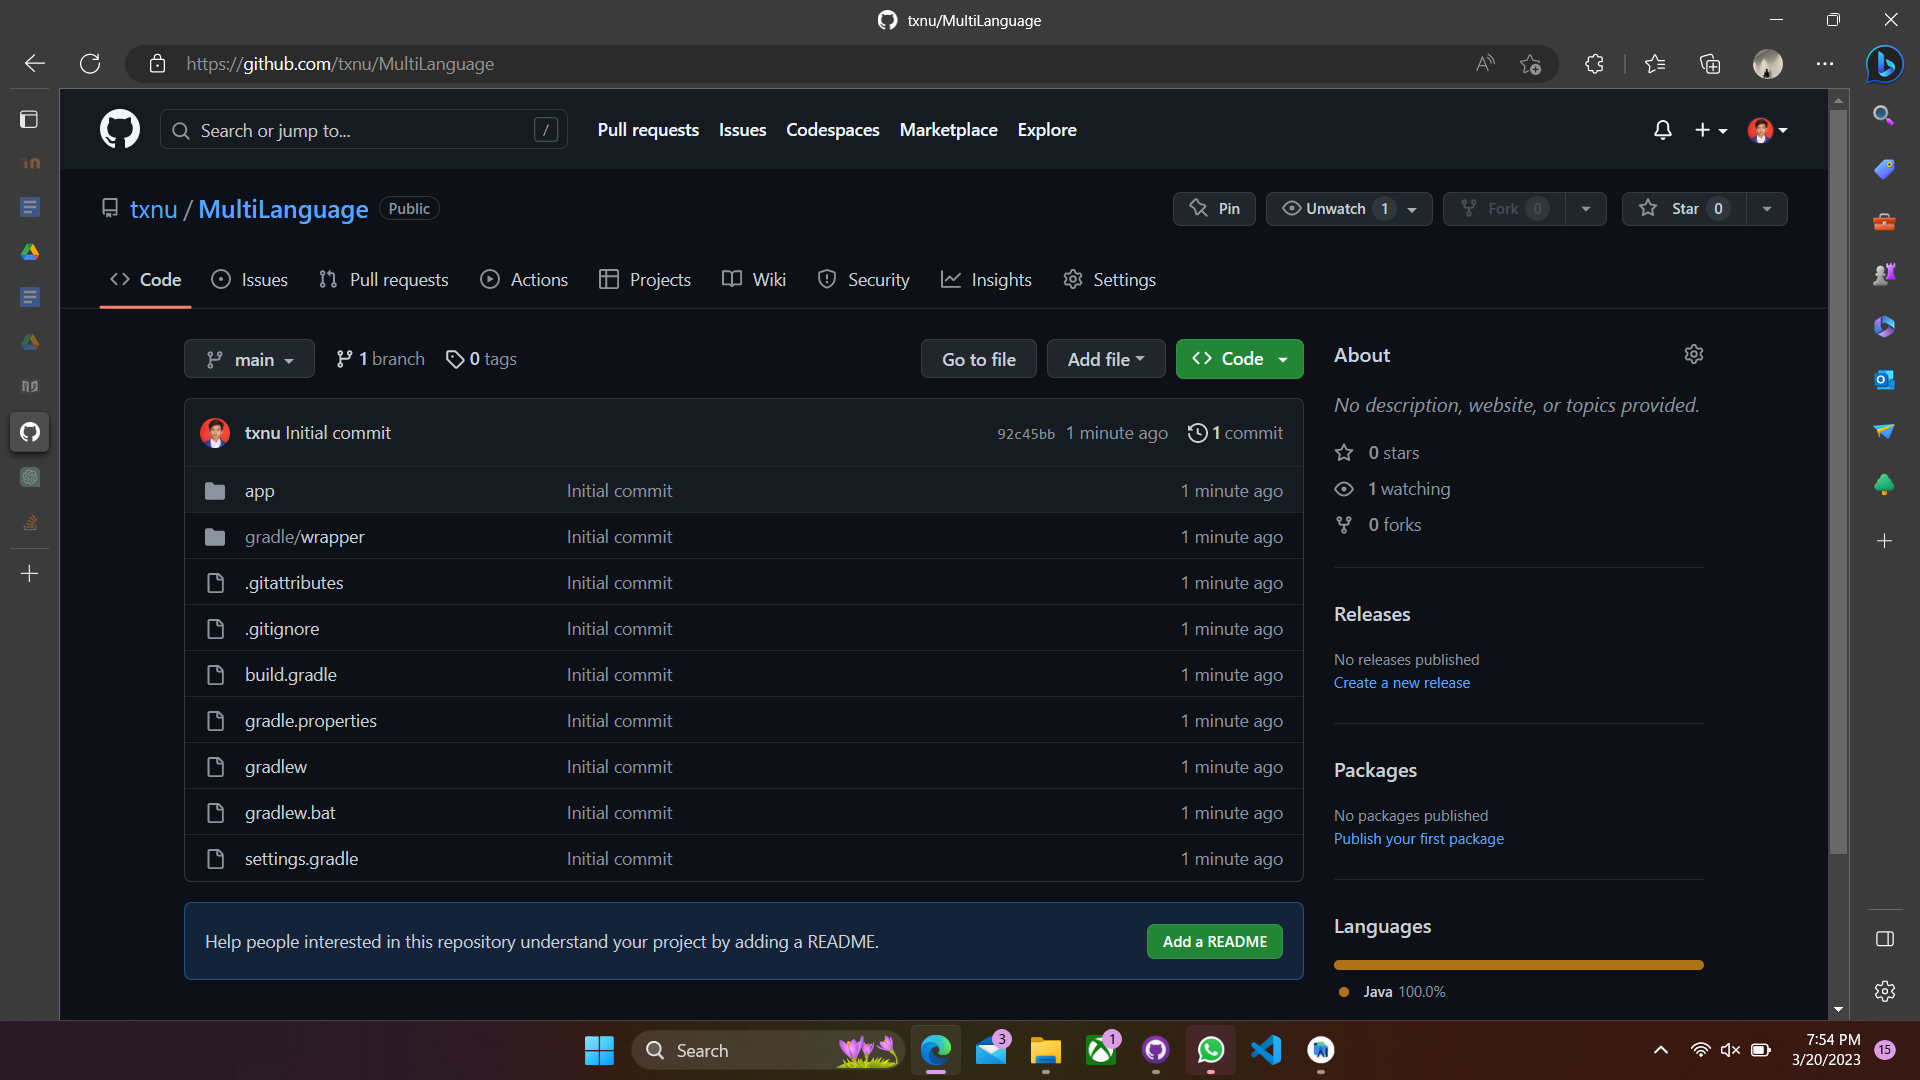 txnu/MultiLanguage
https://github.com/txnu/MultiLanguage
Search or jump to... /
Pull requests Issues Codespaces Marketplace Explore
txnu / MultiLanguage Public
Pin Unwatch 1 Fork 0 Star 0
Code Issues Pull requests Actions Projects Wiki Security Insights Settings
main 1 branch 0 tags Go to file Add file Code
txnu Initial commit 92c45bb 1 minute ago 1 commit
app Initial commit 1 minute ago
gradle/wrapper Initial commit 1 minute ago
.gitattributes Initial commit 1 minute ago
.gitignore Initial commit 1 minute ago
build.gradle Initial commit 1 minute ago
gradle.properties Initial commit 1 minute ago
gradlew Initial commit 1 minute ago
gradlew.bat Initial commit 1 minute ago
settings.gradle Initial commit 1 minute ago
Help people interested in this repository understand your project by adding a README. Add a README
About
No description, website, or topics provided.
0 stars
1 watching
0 forks
Releases
No releases published
Create a new release
Packages
No packages published
Publish your first package
Languages
Java 100.0%
Search
3
1
7:54 PM
3/20/2023
15